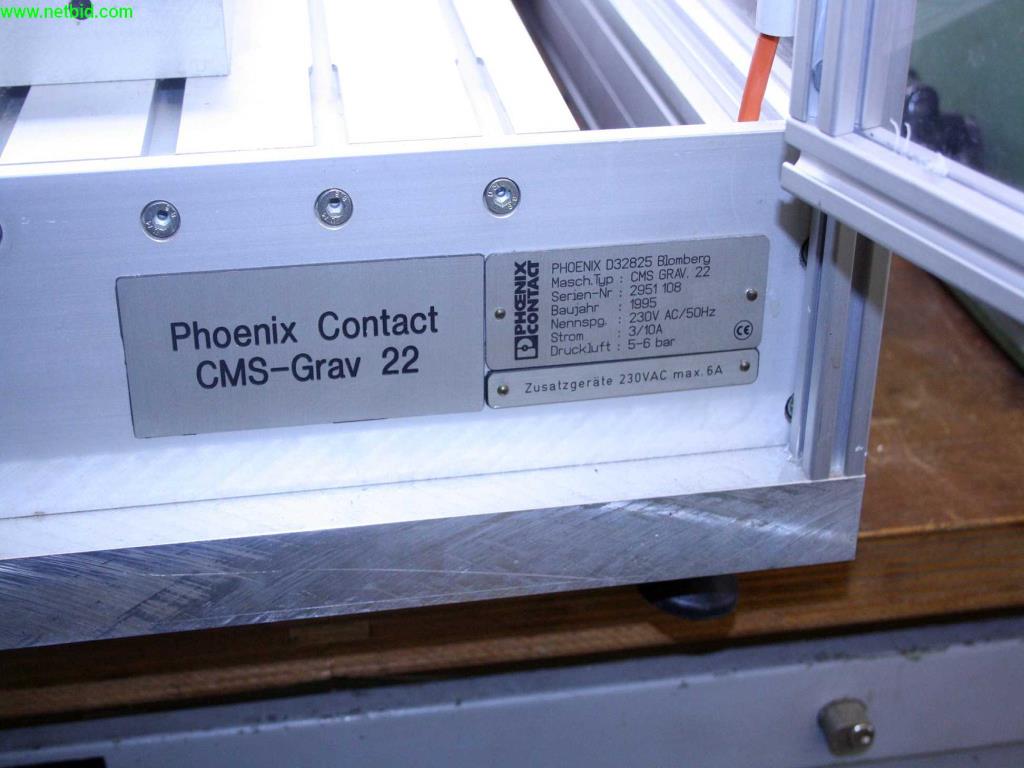 www.netbid.com
Phoenix Contact
CMS-Grav 22
PHOENIX
CONTACT
PHOENIX D32825 Blomberg
Masch.Typ : CMS GRAV. 22
Serien-Nr : 2951 108
Baujahr : 1995
Nennspg. : 230V AC/50Hz
Strom : 3/10A
Druckluft : 5-6 bar
CE
Zusatzgeräte 230VAC max. 6A